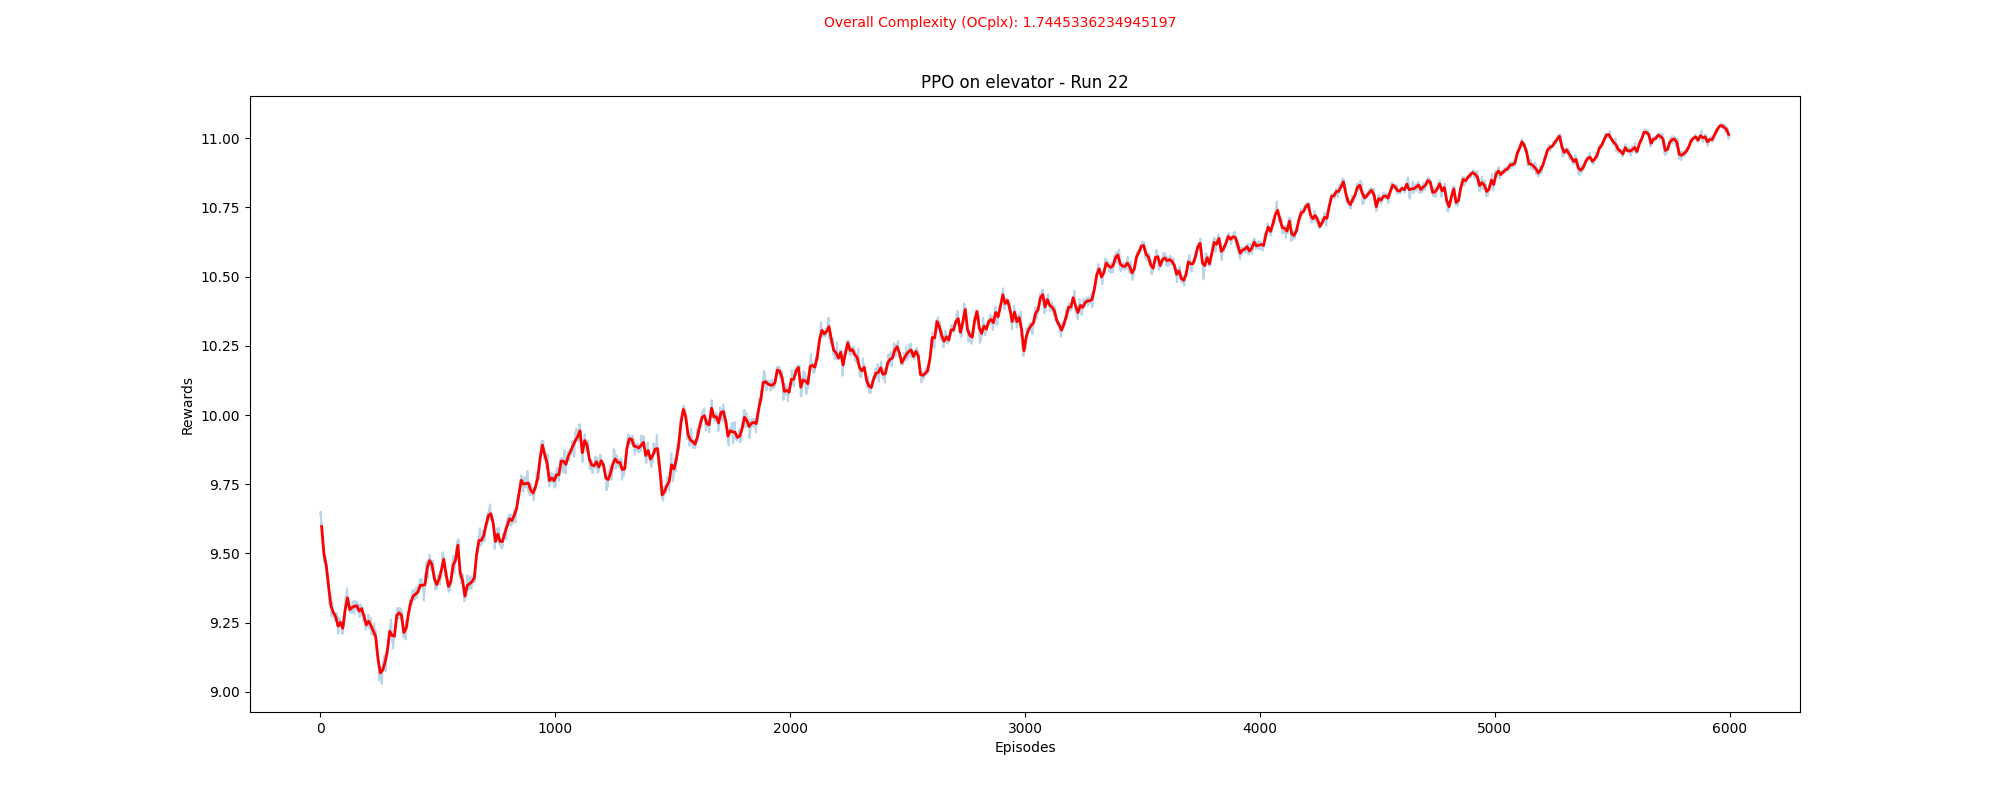 Overall Complexity (OCplx): 1.7445336234945197
PPO on elevator - Run 22
11.00
10.75
10.50
10.25
10.00
9.75
9.50
9.25
9.00
Rewards
0 1000 2000 3000 4000 5000 6000
Episodes